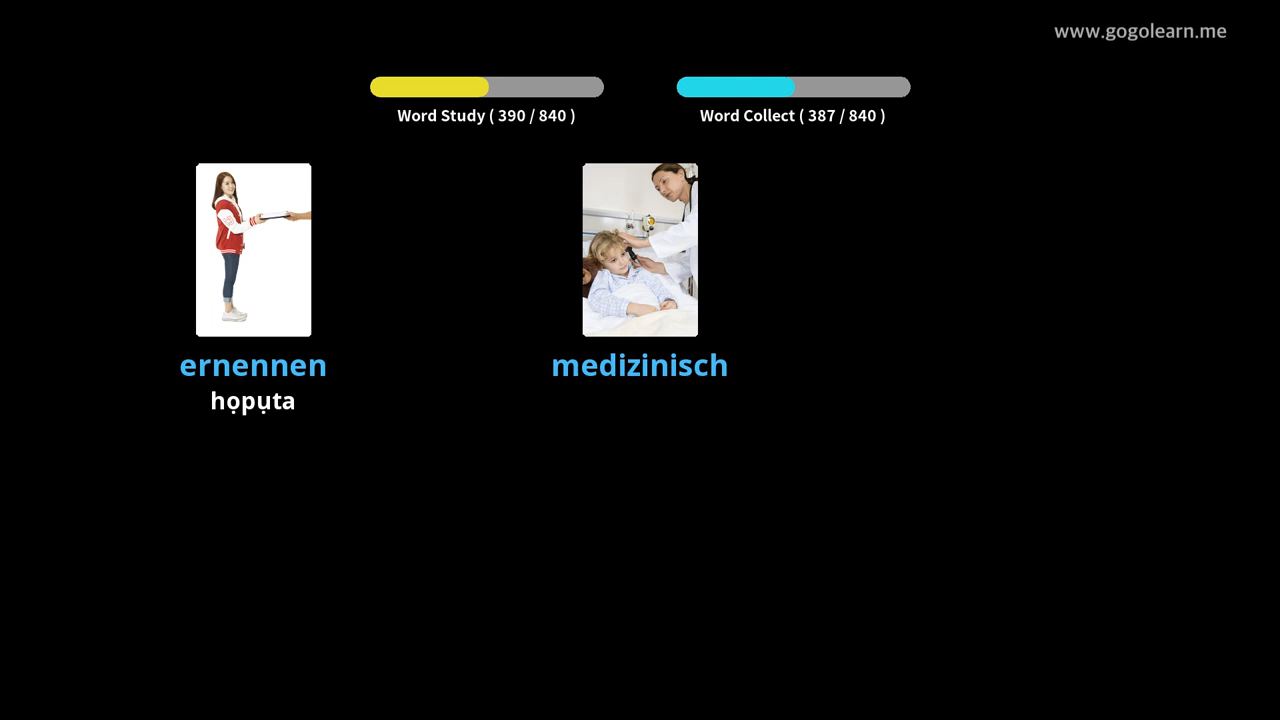 www.gogolearn.me
Word Study ( 390 / 840 )
Word Collect ( 387 / 840 )
ernennen
họpụta
medizinisch